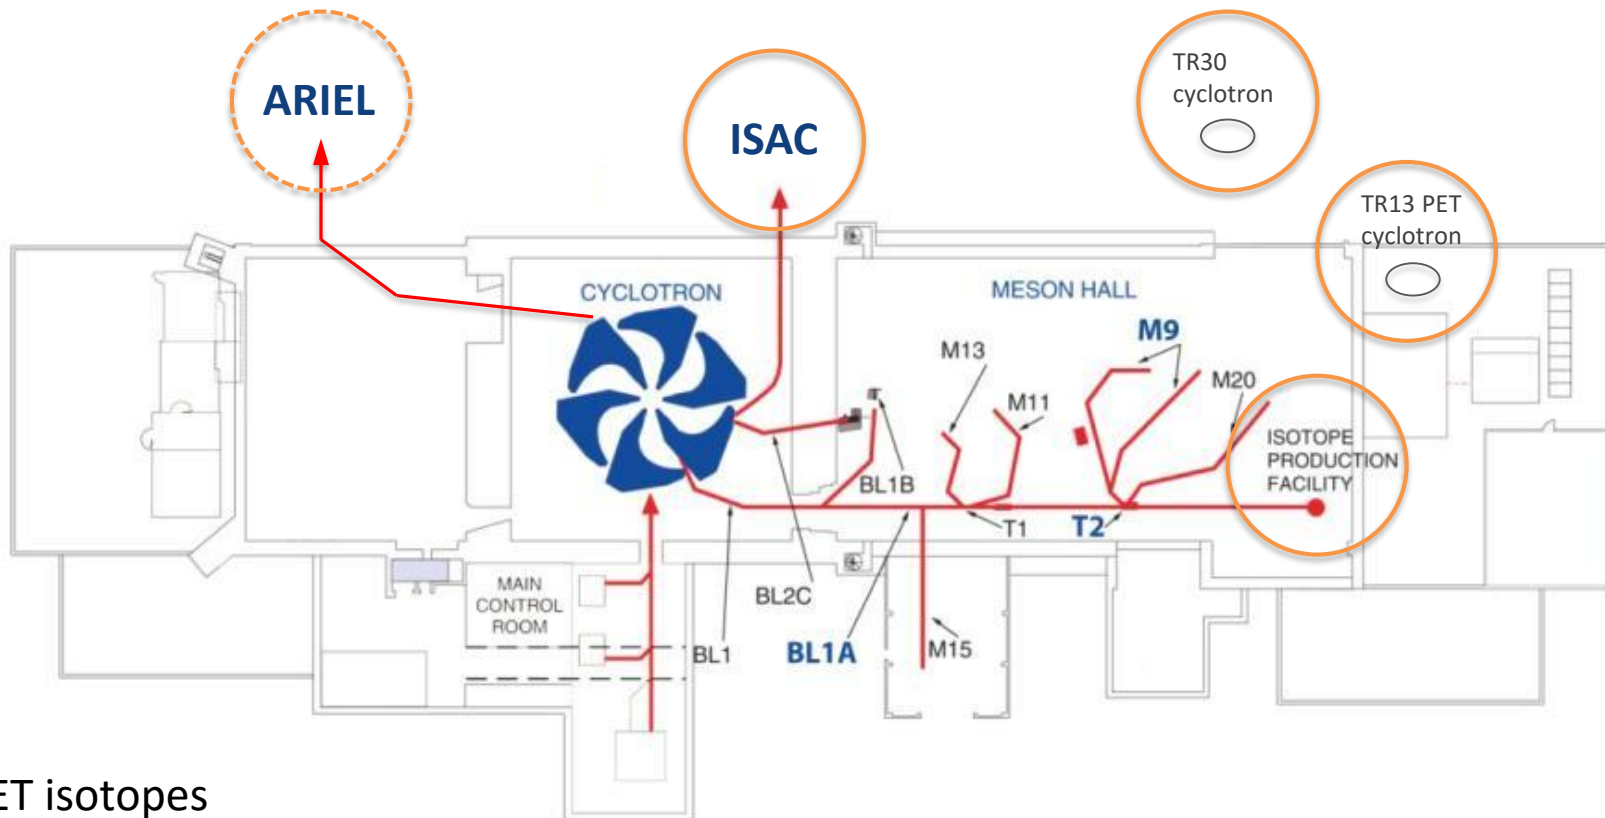 ARIEL
ISAC
TR30
cyclotron
TR13 PET
cyclotron
CYCLOTRON
MESON HALL
M9
M13
M20
M11
ISOTOPE
PRODUCTION
FACILITY
BL1B
T1
T2
MAIN
CONTROL
ROOM
BL2C
BL1
BL1A
M15
ET isotopes